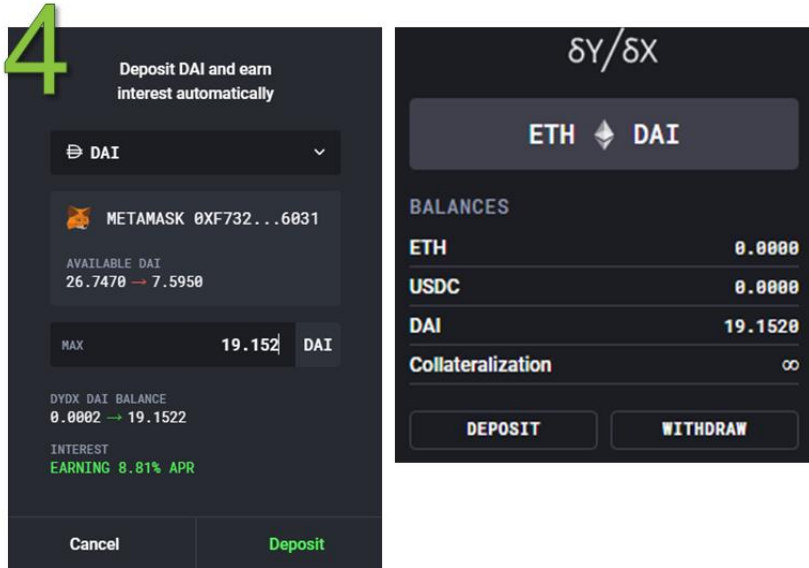 4
Deposit DAI and earn
interest automatically
DAI
METAMASK 0XF732...6031
AVAILABLE DAI
26.7470 → 7.5950
MAX 19.152 DAI
DYDX DAI BALANCE
0.0002 → 19.1522
INTEREST
EARNING 8.81% APR
Cancel Deposit
δY/δX
ETH DAI
BALANCES
ETH 0.0000
USDC 0.0000
DAI 19.1520
Collateralization ∞
DEPOSIT WITHDRAW